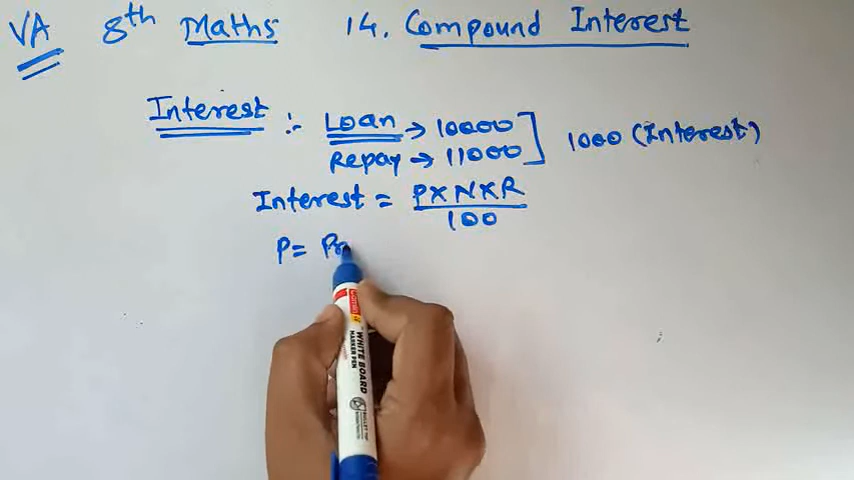 VA 8th Maths 14. Compound Interest
Interest :- Loan → 10000
Repay → 11000 ] 1000 (Interest)
Interest = P×N×R
100
P = Pr
WHITE BOARD
MARKER PEN